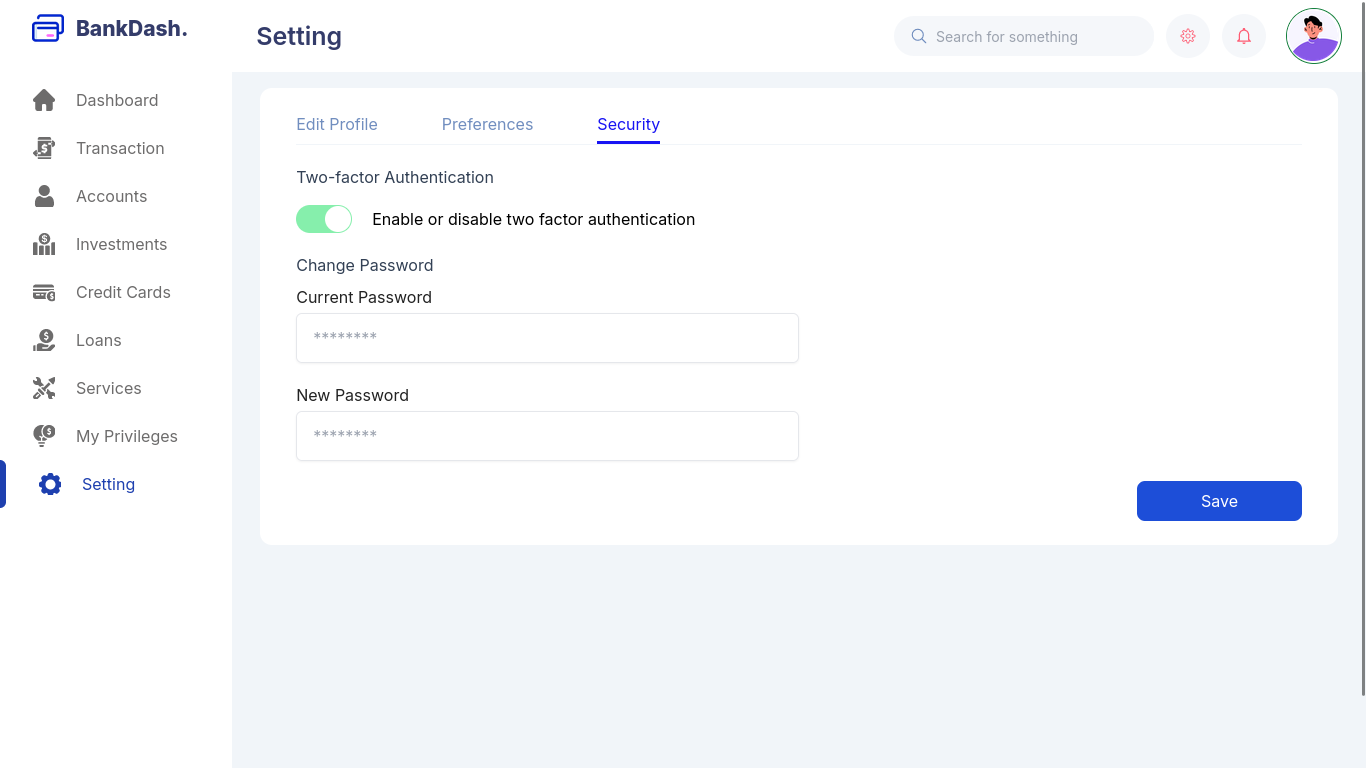 BankDash.
Setting
Search for something
Dashboard
Transaction
Accounts
Investments
Credit Cards
Loans
Services
My Privileges
Setting
Edit Profile
Preferences
Security
Two-factor Authentication
Enable or disable two factor authentication
Change Password
Current Password
********
New Password
********
Save